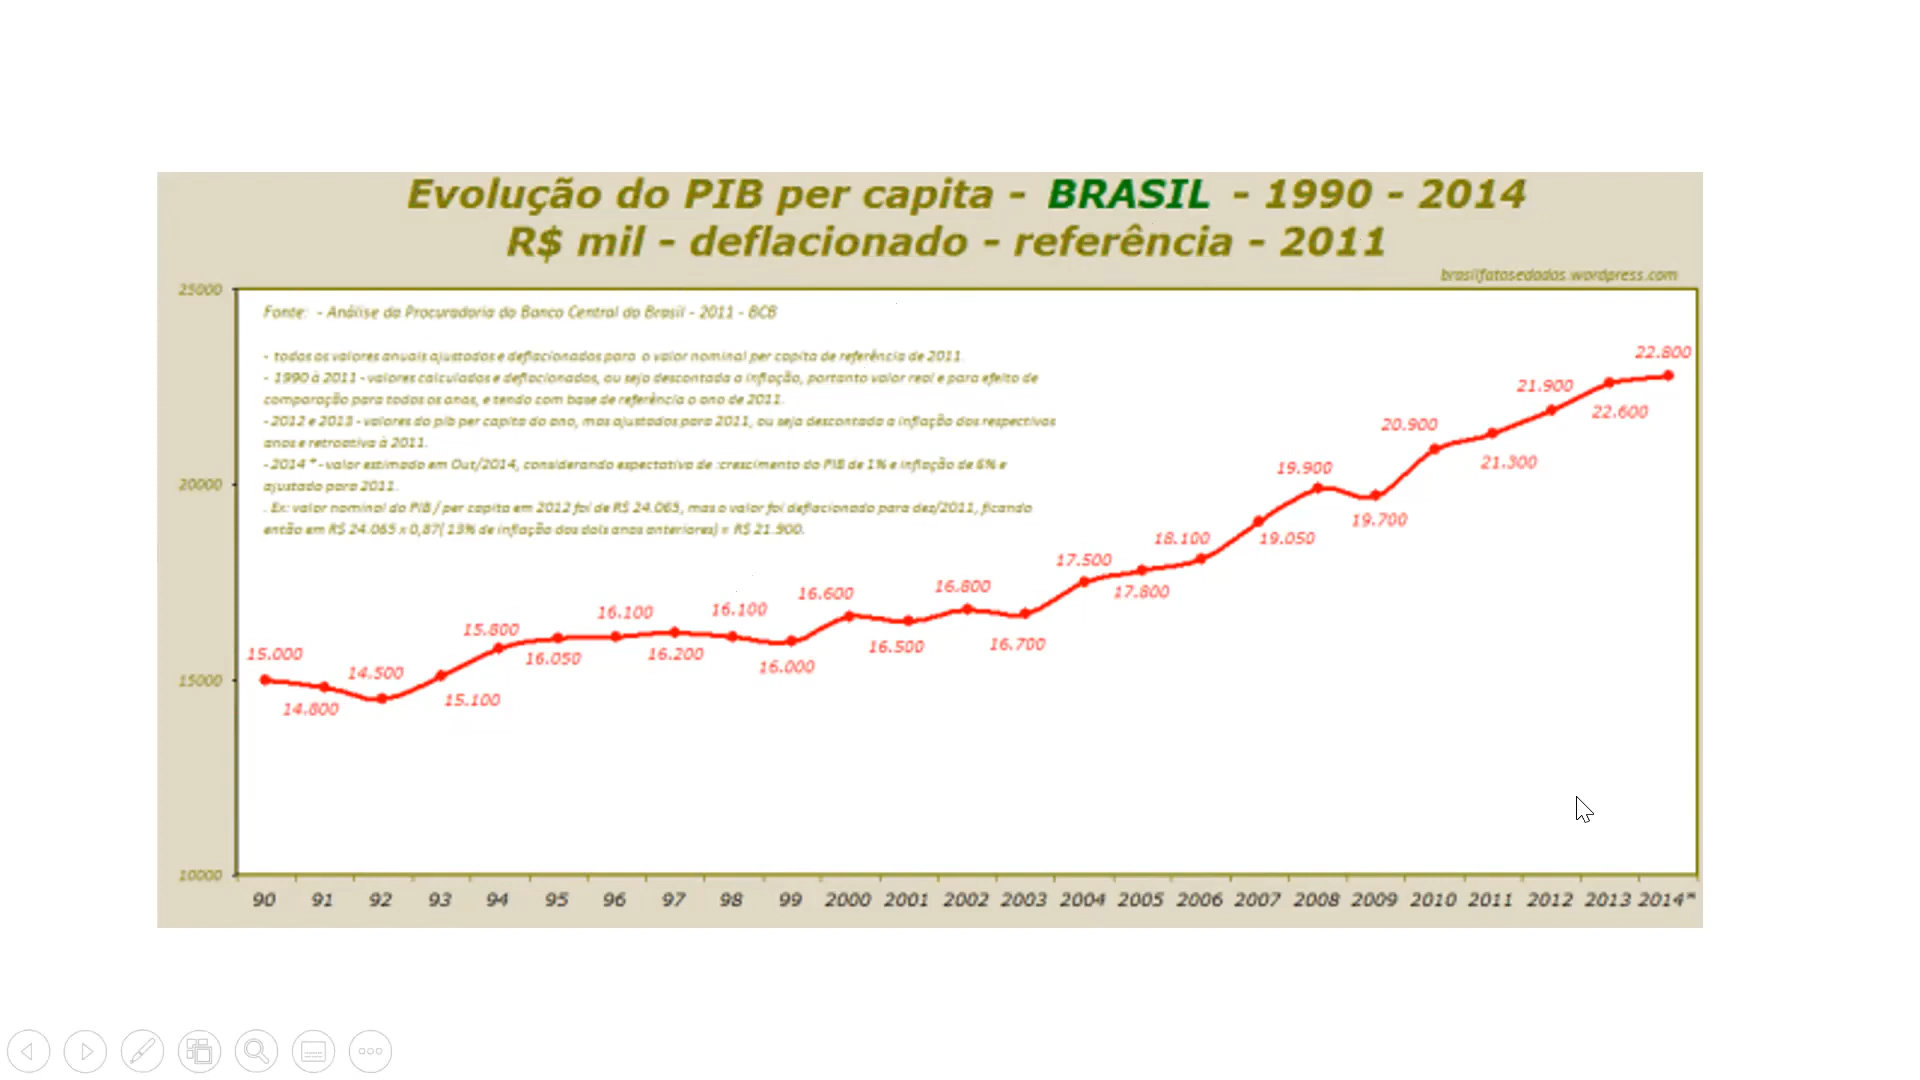 Evolução do PIB per capita - BRASIL - 1990 - 2014
R$ mil - deflacionado - referência - 2011
brasilfatosedados.wordpress.com
25000
Fonte: - Análise da Procuradoria do Banco Central do Brasil - 2011 - BCB
- todos os valores anuais ajustados e deflacionados para o valor nominal per capita de referência de 2011.
- 1990 à 2011 - valores calculados e deflacionados, ou seja descontada a inflação, portanto valor real e para efeito de
comparação para todos os anos, e tendo com base de referência o ano de 2011.
- 2012 e 2013 - valores do pib per capita do ano, mas ajustados para 2011, ou seja descontada a inflação dos respectivos
anos e retroativa à 2011.
- 2014 * - valor estimado em Out/2014, considerando espectativa de :crescimento do PIB de 1% e inflação de 6% e
ajustado para 2011.
. Ex: valor nominal do PIB / per capita em 2012 foi de R$ 24.065, mas o valor foi deflacionado para dez/2011, ficando
então em R$ 24.065 x 0,87( 13% de inflação dos dois anos anteriores) = R$ 21.900.
22.800
21.900
22.600
20.900
21.300
19.900
20000
19.700
18.100
19.050
17.500
17.800
16.600
16.800
16.100
16.100
15.800
16.500
16.700
15.000
16.050
16.200
16.000
14.500
15000
15.100
14.800
10000
90 91 92 93 94 95 96 97 98 99 2000 2001 2002 2003 2004 2005 2006 2007 2008 2009 2010 2011 2012 2013 2014*